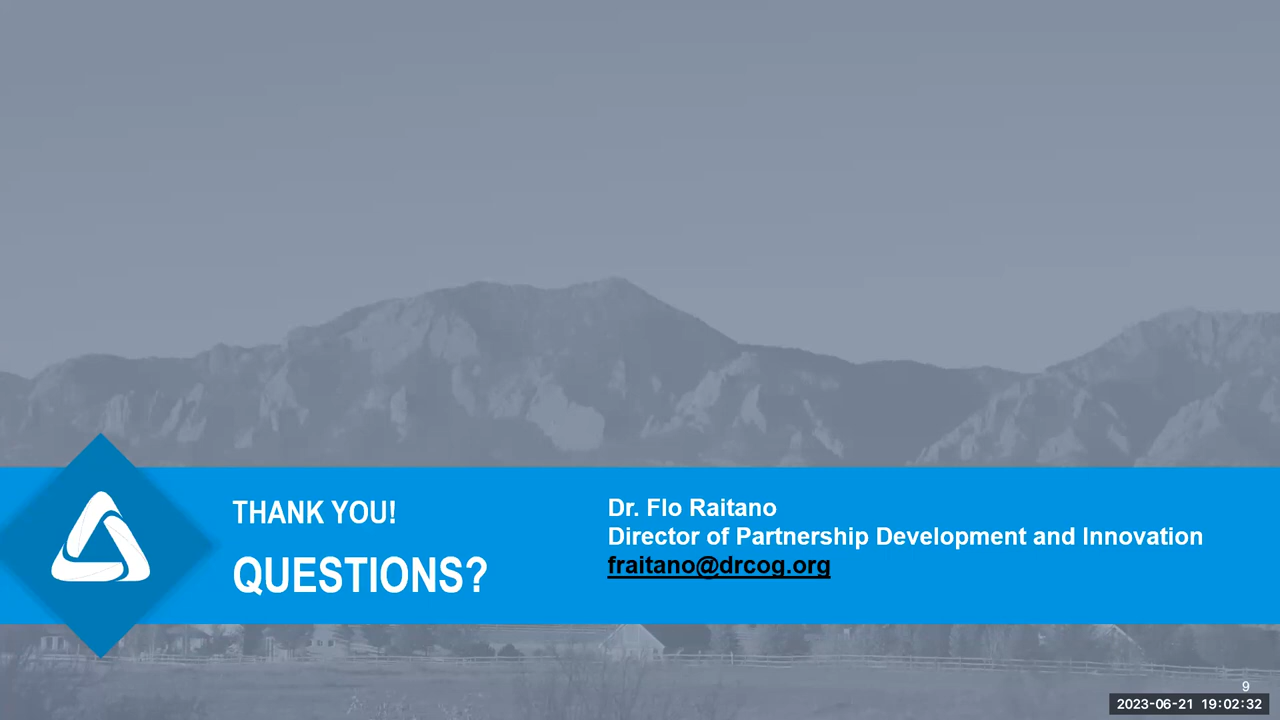 THANK YOU!
QUESTIONS?
Dr. Flo Raitano
Director of Partnership Development and Innovation
fraitano@drcog.org
9
2023-06-21 19:02:32